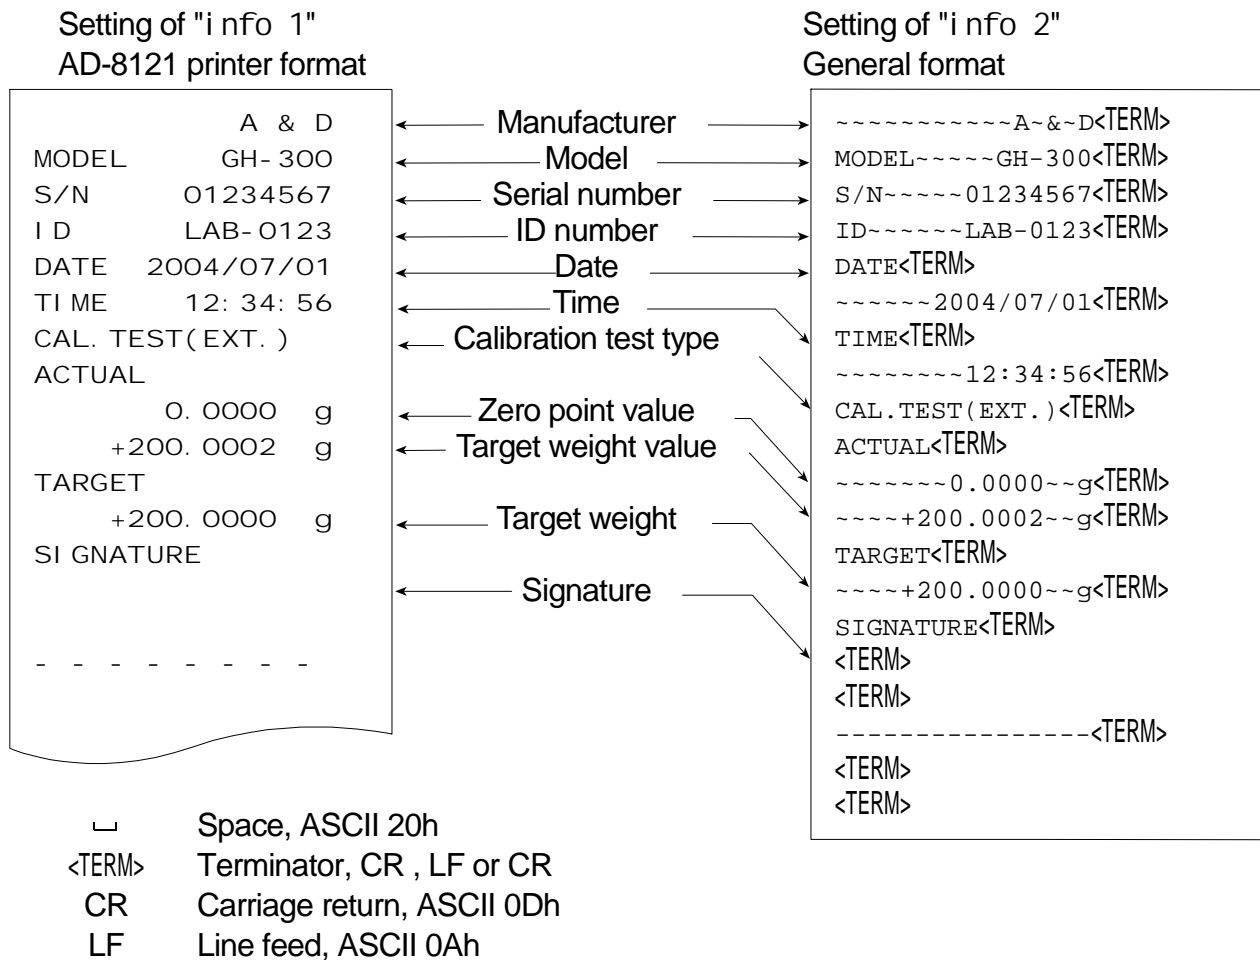 Setting of "info 1"
AD-8121 printer format
A & D
MODEL GH-300
S/N 01234567
ID LAB-0123
DATE 2004/07/01
TIME 12:34:56
CAL.TEST(EXT.)
ACTUAL
0.0000 g
+200.0002 g
TARGET
+200.0000 g
SIGNATURE
- - - - - - - -
Manufacturer
Model
Serial number
ID number
Date
Time
Calibration test type
Zero point value
Target weight value
Target weight
Signature
Setting of "info 2"
General format
~~~~~~~~~~~A~&~D<TERM>
MODEL~~~~~GH-300<TERM>
S/N~~~~~01234567<TERM>
ID~~~~~~LAB-0123<TERM>
DATE<TERM>
~~~~~~2004/07/01<TERM>
TIME<TERM>
~~~~~~~~12:34:56<TERM>
CAL.TEST(EXT.)<TERM>
ACTUAL<TERM>
~~~~~~~0.0000~~g<TERM>
~~~~+200.0002~~g<TERM>
TARGET<TERM>
~~~~+200.0000~~g<TERM>
SIGNATURE<TERM>
<TERM>
<TERM>
----------------<TERM>
<TERM>
<TERM>
␣ Space, ASCII 20h
<TERM> Terminator, CR , LF or CR
CR Carriage return, ASCII 0Dh
LF Line feed, ASCII 0Ah